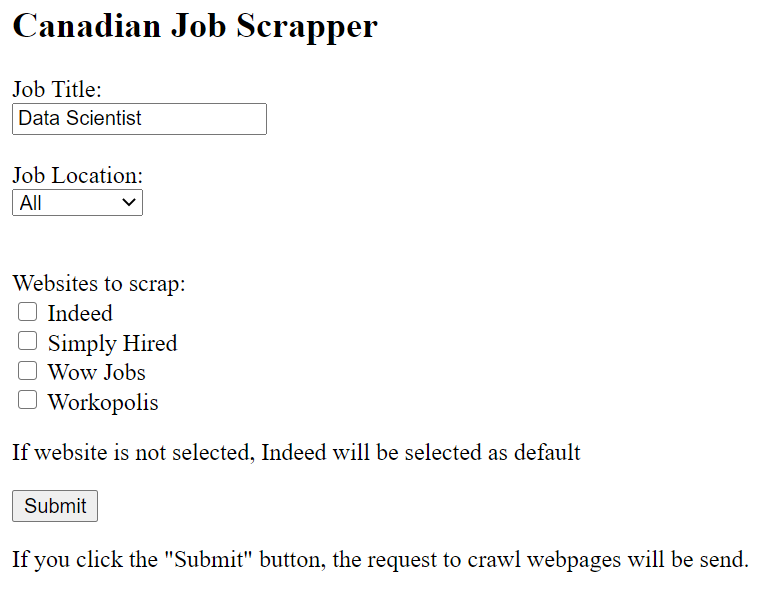 Canadian Job Scrapper
Job Title:
Data Scientist
Job Location:
All
Websites to scrap:
Indeed
Simply Hired
Wow Jobs
Workopolis
If website is not selected, Indeed will be selected as default
Submit
If you click the "Submit" button, the request to crawl webpages will be send.